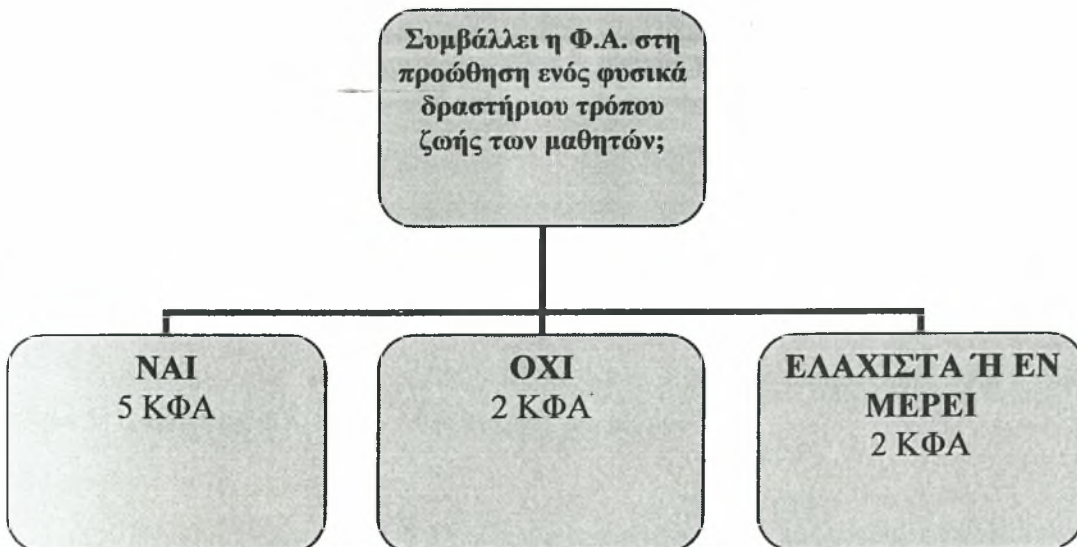 Συμβάλλει η Φ.Α. στη
προώθηση ενός φυσικά
δραστήριου τρόπου
ζωής των μαθητών;
ΝΑΙ
5 ΚΦΑ
ΟΧΙ
2 ΚΦΑ
ΕΛΑΧΙΣΤΑ Ή ΕΝ
ΜΕΡΕΙ
2 ΚΦΑ